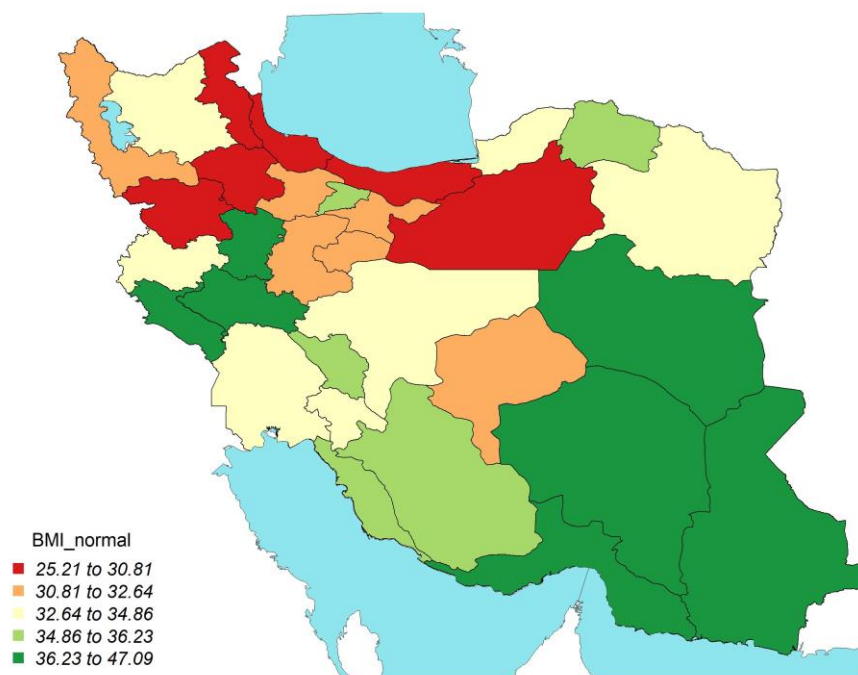 BMI_normal
25.21 to 30.81
30.81 to 32.64
32.64 to 34.86
34.86 to 36.23
36.23 to 47.09